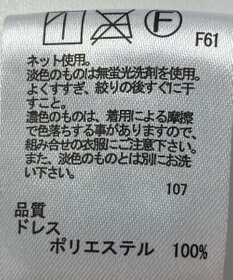 F
F61
ネット使用。
淡色のものは無蛍光洗剤を使用。
よくすすぎ、絞りの後すぐに干
すこと。
濃色のものは、着用による摩擦
で色落ちする事がありますので、
組み合せの衣服にご注意下さい。
また、淡色のものとは別にお洗
い下さい。
107
品質
ドレス
ポリエステル 100%